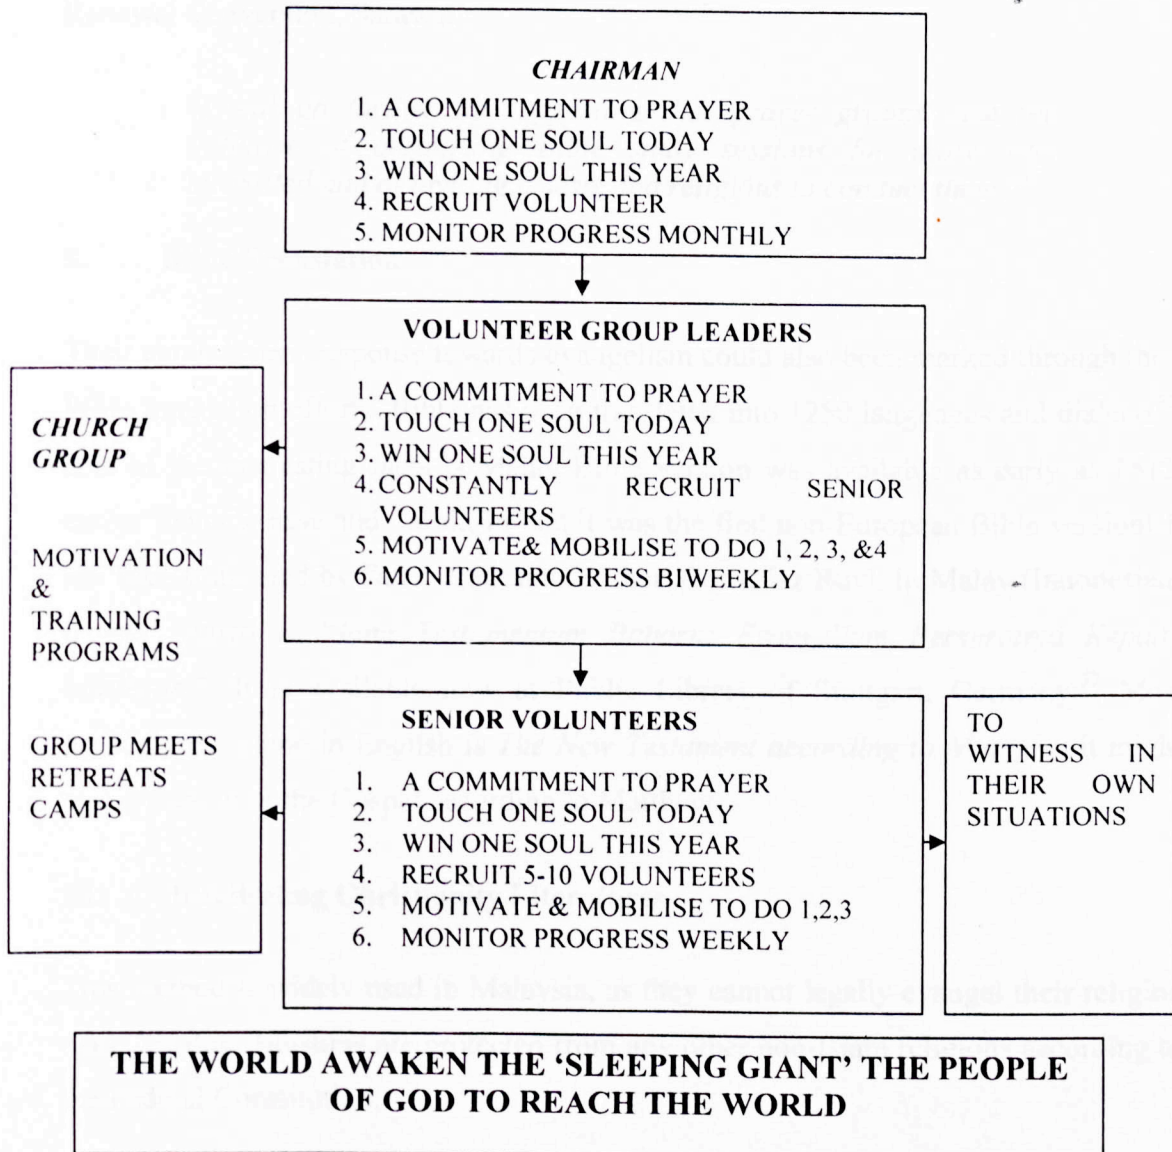 CHAIRMAN
1. A COMMITMENT TO PRAYER
2. TOUCH ONE SOUL TODAY
3. WIN ONE SOUL THIS YEAR
4. RECRUIT VOLUNTEER
5. MONITOR PROGRESS MONTHLY
VOLUNTEER GROUP LEADERS
1. A COMMITMENT TO PRAYER
2. TOUCH ONE SOUL TODAY
3. WIN ONE SOUL THIS YEAR
4. CONSTANTLY RECRUIT SENIOR
VOLUNTEERS
5. MOTIVATE& MOBILISE TO DO 1, 2, 3, &4
6. MONITOR PROGRESS BIWEEKLY
CHURCH
GROUP
MOTIVATION
&
TRAINING
PROGRAMS
GROUP MEETS
RETREATS
CAMPS
SENIOR VOLUNTEERS
1. A COMMITMENT TO PRAYER
2. TOUCH ONE SOUL TODAY
3. WIN ONE SOUL THIS YEAR
4. RECRUIT 5-10 VOLUNTEERS
5. MOTIVATE & MOBILISE TO DO 1,2,3
6. MONITOR PROGRESS WEEKLY
TO
WITNESS IN
THEIR OWN
SITUATIONS
THE WORLD AWAKEN THE 'SLEEPING GIANT' THE PEOPLE
OF GOD TO REACH THE WORLD